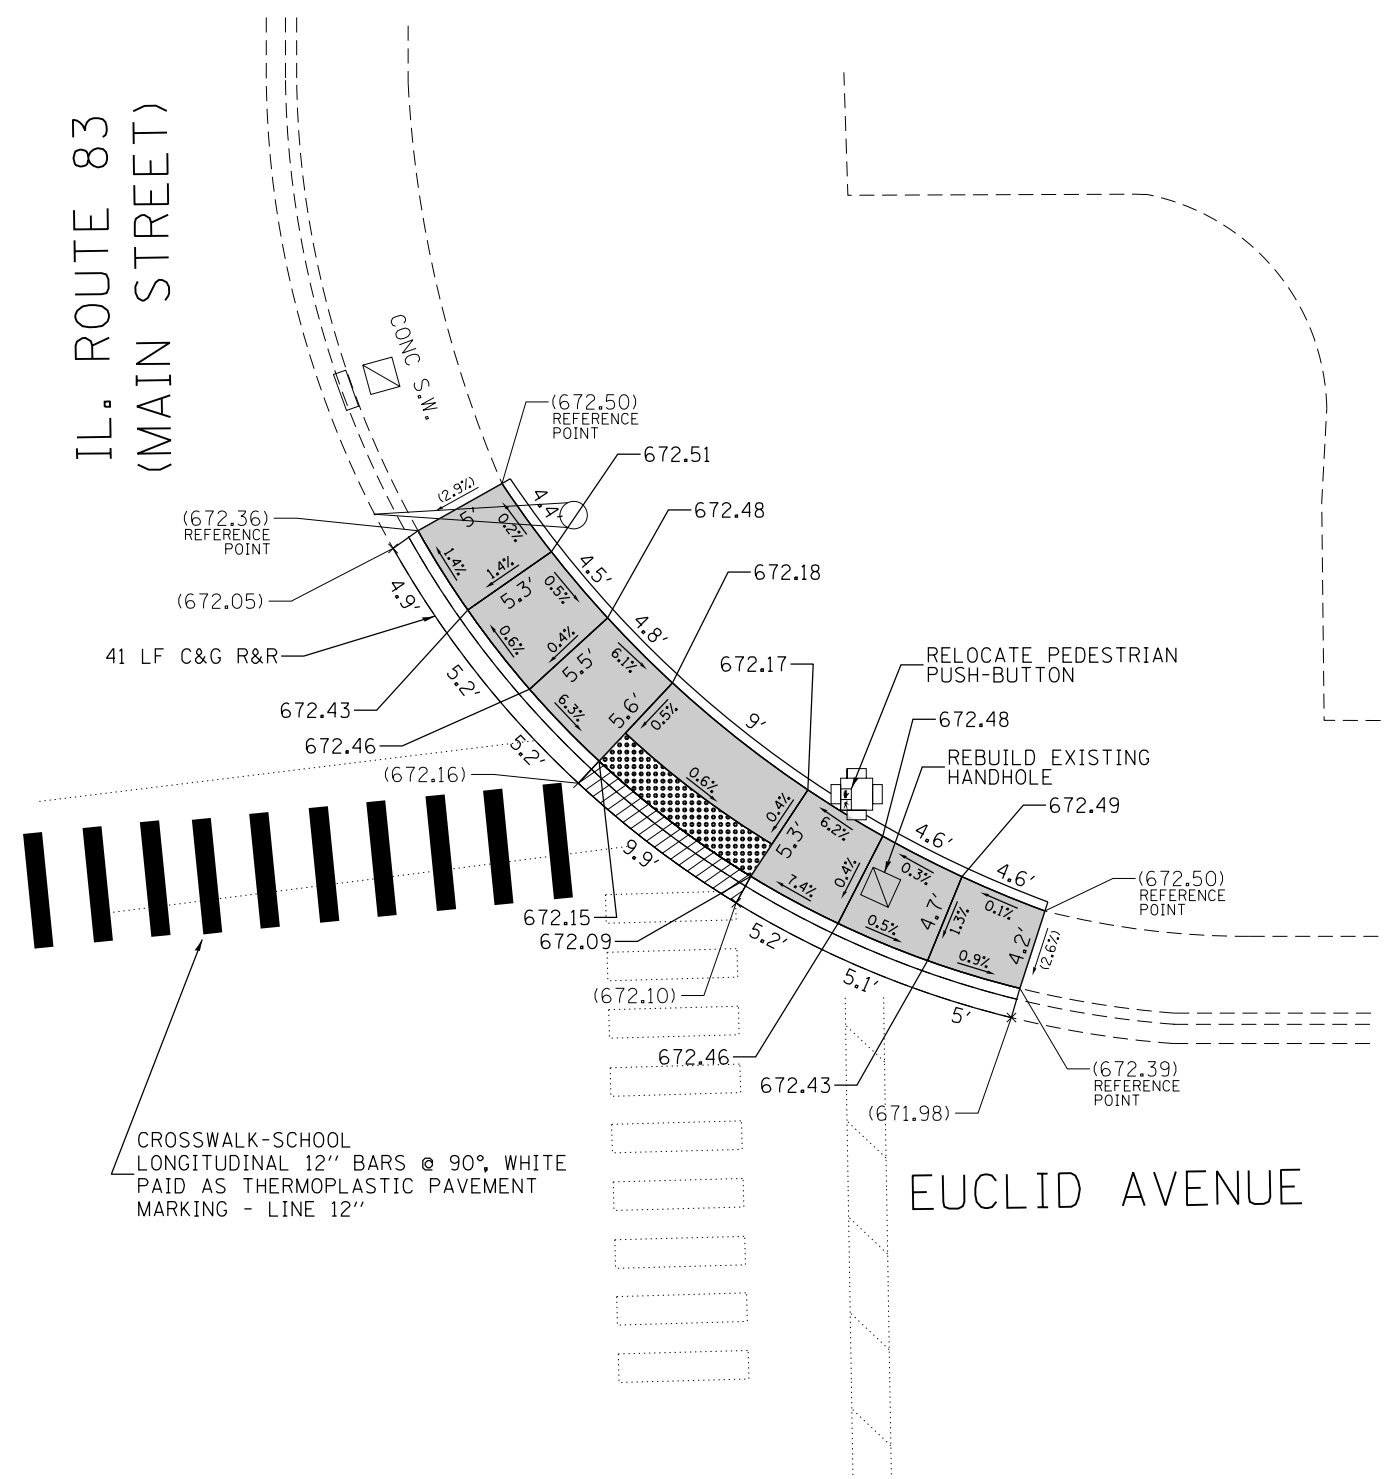 IL. ROUTE 83
(MAIN STREET)
CONC S.W.
(672.50)
REFERENCE
POINT
672.51
(2.9%)
4.4'
672.48
(672.36)
REFERENCE
POINT
5'
0.2%
1.4%
1.4%
4.5'
672.18
(672.05)
4.9'
5.3'
0.5%
4.8'
41 LF C&G R&R
0.6%
0.4%
6.1%
672.17
RELOCATE PEDESTRIAN
PUSH-BUTTON
5.2'
5.5'
672.43
6.3%
5.6'
0.5%
9'
672.48
672.46
5.2'
REBUILD EXISTING
HANDHOLE
(672.16)
0.6%
0.4%
6.2%
672.49
9.9'
5.3'
4.6'
7.4%
0.4%
0.3%
4.6'
(672.50)
REFERENCE
POINT
672.15
672.09
0.5%
4.7'
1.3%
0.1%
4.2'
(2.6%)
5.2'
0.9%
(672.10)
5.1'
5'
672.46
672.43
(672.39)
REFERENCE
POINT
(671.98)
CROSSWALK-SCHOOL
LONGITUDINAL 12" BARS @ 90°, WHITE
PAID AS THERMOPLASTIC PAVEMENT
MARKING - LINE 12"
EUCLID AVENUE